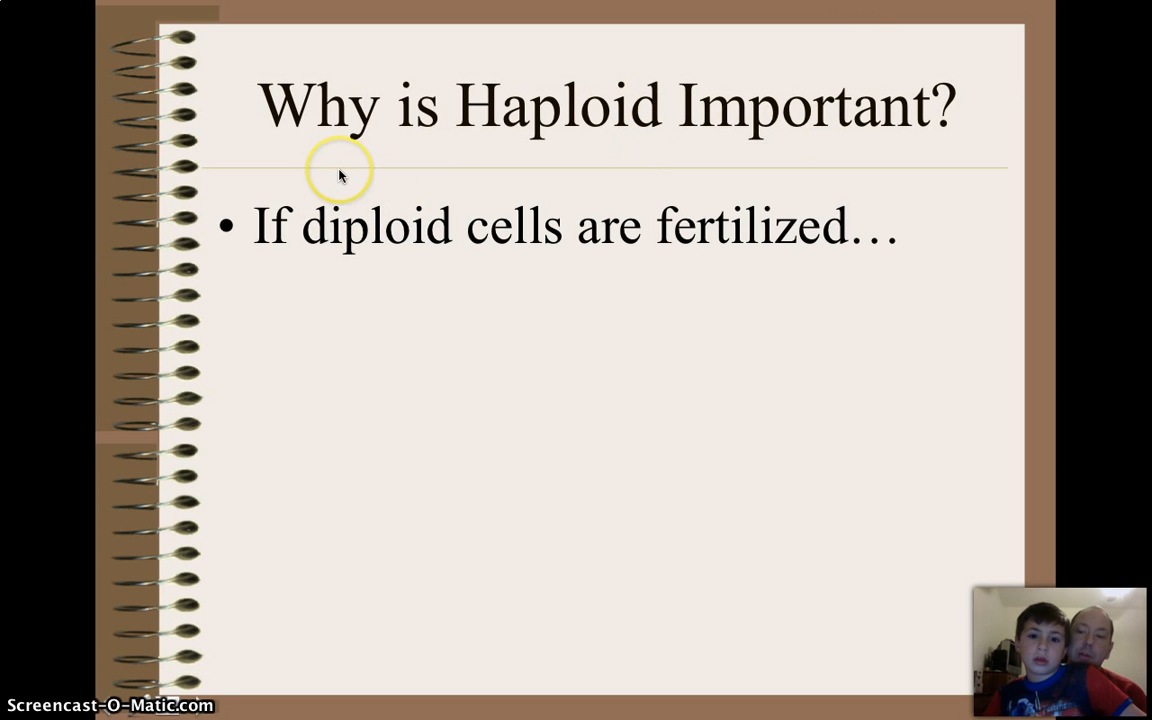 Why is Haploid Important?
• If diploid cells are fertilized…
Screencast-O-Matic.com